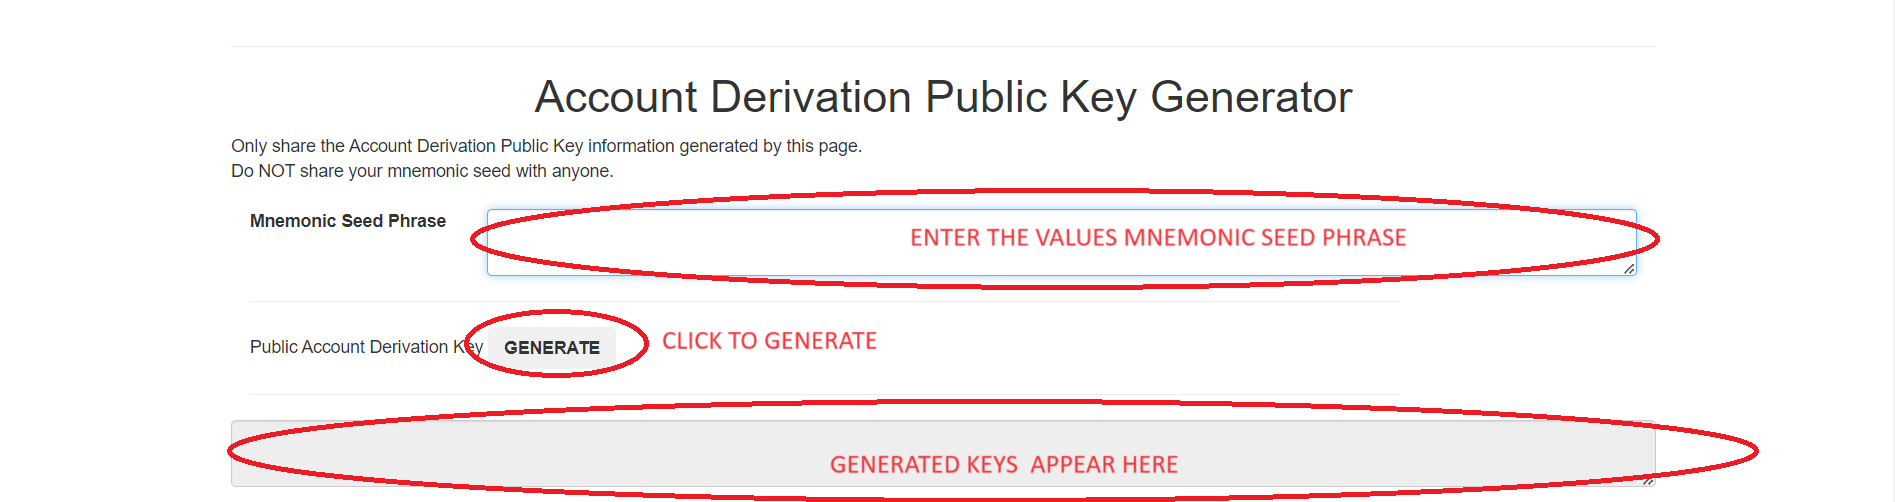 Account Derivation Public Key Generator
Only share the Account Derivation Public Key information generated by this page.
Do NOT share your mnemonic seed with anyone.
Mnemonic Seed Phrase
ENTER THE VALUES MNEMONIC SEED PHRASE
Public Account Derivation Key GENERATE CLICK TO GENERATE
GENERATED KEYS APPEAR HERE